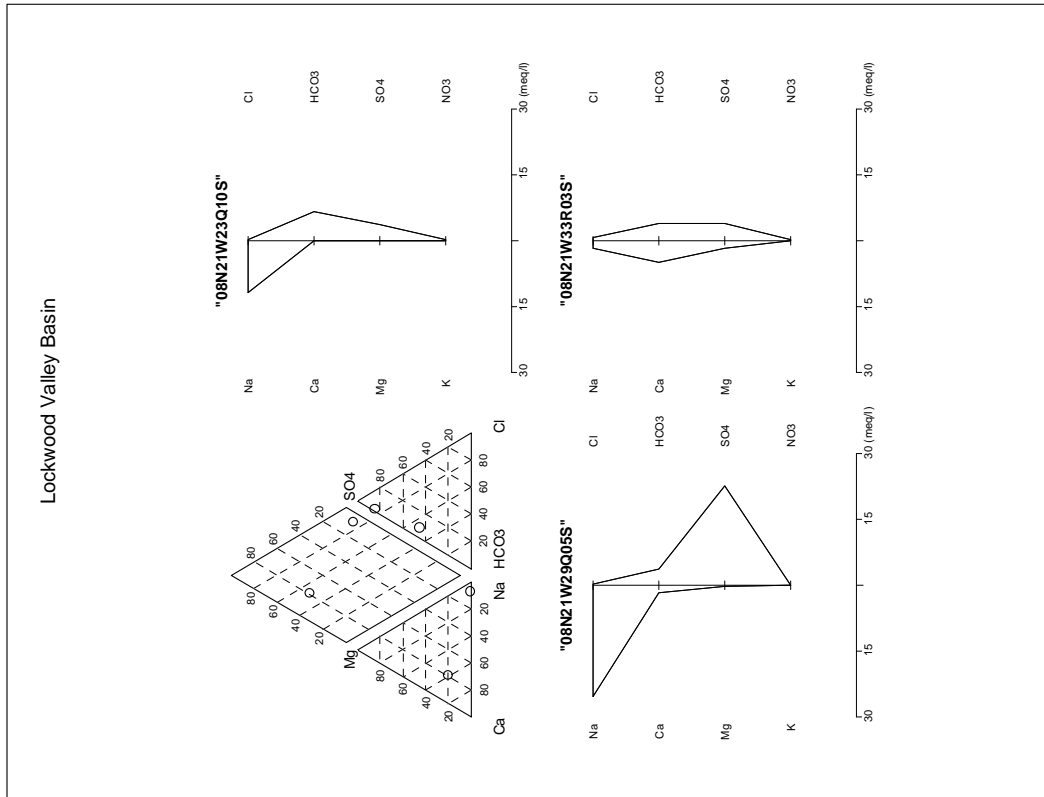 Lockwood Valley Basin
80 80
60 60
40 40
20 20
Mg SO4
80 80
60 60
40 40
20 20
80 60 40 20 20 40 60 80
Ca Na HCO3 Cl
"08N21W23Q10S"
Na Cl
Ca HCO3
Mg SO4
K NO3
30 15 15 30 (meq/l)
"08N21W29Q05S"
Na Cl
Ca HCO3
Mg SO4
K NO3
30 15 15 30 (meq/l)
"08N21W33R03S"
Na Cl
Ca HCO3
Mg SO4
K NO3
30 15 15 30 (meq/l)